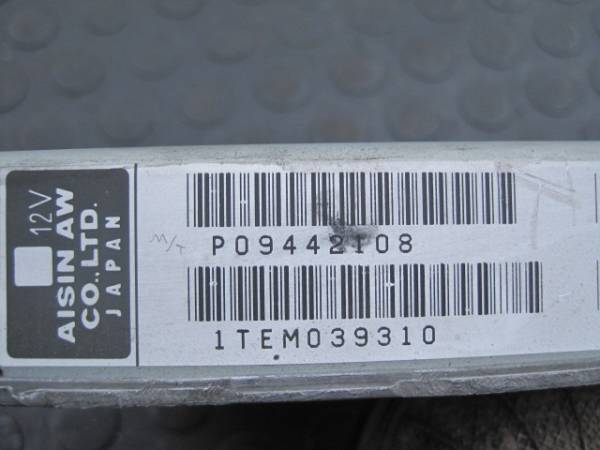 12V
AISIN AW
CO.,LTD.
JAPAN
M/T
P09442108
1TEM039310